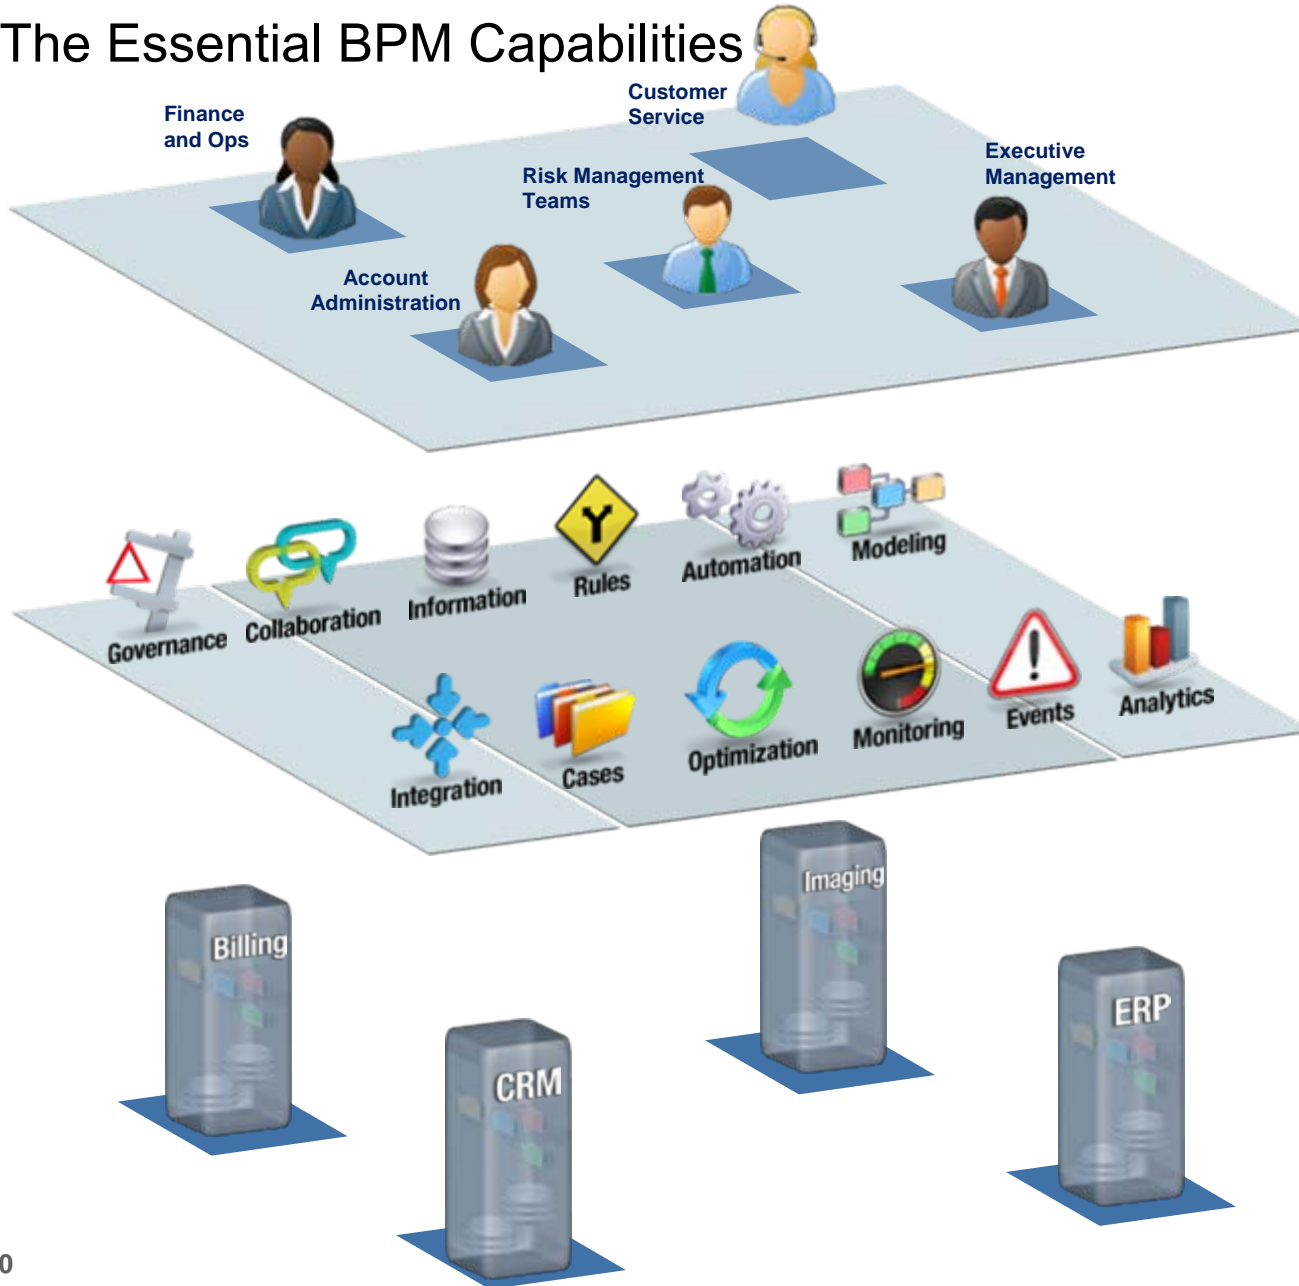 The Essential BPM Capabilities
Finance
and Ops
Customer
Service
Executive
Management
Risk Management
Teams
Account
Administration
Governance
Collaboration
Information
Rules
Automation
Modeling
Integration
Cases
Optimization
Monitoring
Events
Analytics
Billing
Imaging
CRM
ERP
0